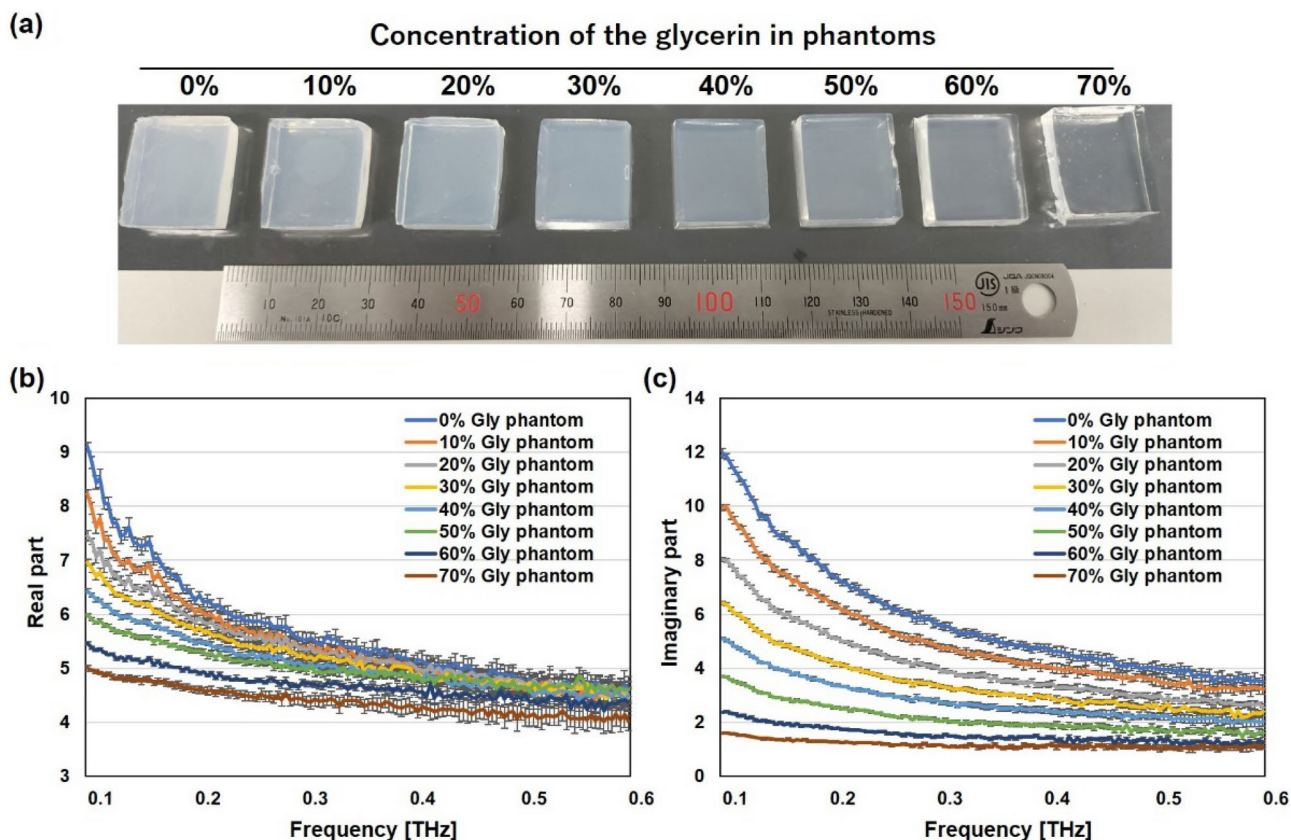 (a)
Concentration of the glycerin in phantoms
0% 10% 20% 30% 40% 50% 60% 70%
10 20 30 40 50 60 70 80 90 100 110 120 130 140 150
JIS
1級
150mm
STAINLESS HARDENED
シンワ
(b)
10
9
8
7
6
5
4
3
Real part
0% Gly phantom
10% Gly phantom
20% Gly phantom
30% Gly phantom
40% Gly phantom
50% Gly phantom
60% Gly phantom
70% Gly phantom
0.1 0.2 0.3 0.4 0.5 0.6
Frequency [THz]
(c)
14
12
10
8
6
4
2
0
Imaginary part
0% Gly phantom
10% Gly phantom
20% Gly phantom
30% Gly phantom
40% Gly phantom
50% Gly phantom
60% Gly phantom
70% Gly phantom
0.1 0.2 0.3 0.4 0.5 0.6
Frequency [THz]